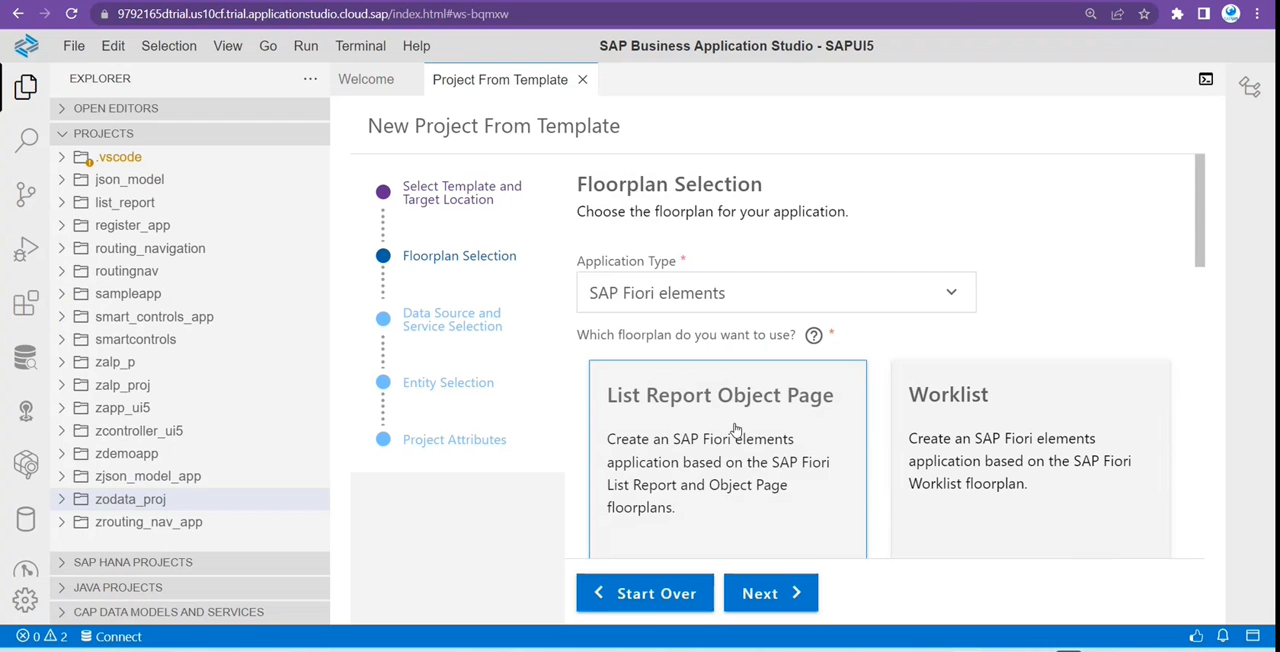 9792165dtrial.us10cf.trial.applicationstudio.cloud.sap/index.html#ws-bqmxw
File Edit Selection View Go Run Terminal Help
SAP Business Application Studio - SAPUI5
EXPLORER
Welcome
Project From Template
OPEN EDITORS
PROJECTS
.vscode
json_model
list_report
register_app
routing_navigation
routingnav
sampleapp
smart_controls_app
smartcontrols
zalp_p
zalp_proj
zapp_ui5
zcontroller_ui5
zdemoapp
zjson_model_app
zodata_proj
zrouting_nav_app
SAP HANA PROJECTS
JAVA PROJECTS
CAP DATA MODELS AND SERVICES
New Project From Template
Select Template and
Target Location
Floorplan Selection
Data Source and
Service Selection
Entity Selection
Project Attributes
Floorplan Selection
Choose the floorplan for your application.
Application Type *
SAP Fiori elements
Which floorplan do you want to use? ? *
List Report Object Page
Create an SAP Fiori elements
application based on the SAP Fiori
List Report and Object Page
floorplans.
Worklist
Create an SAP Fiori elements
application based on the SAP Fiori
Worklist floorplan.
Start Over
Next
0 2 Connect